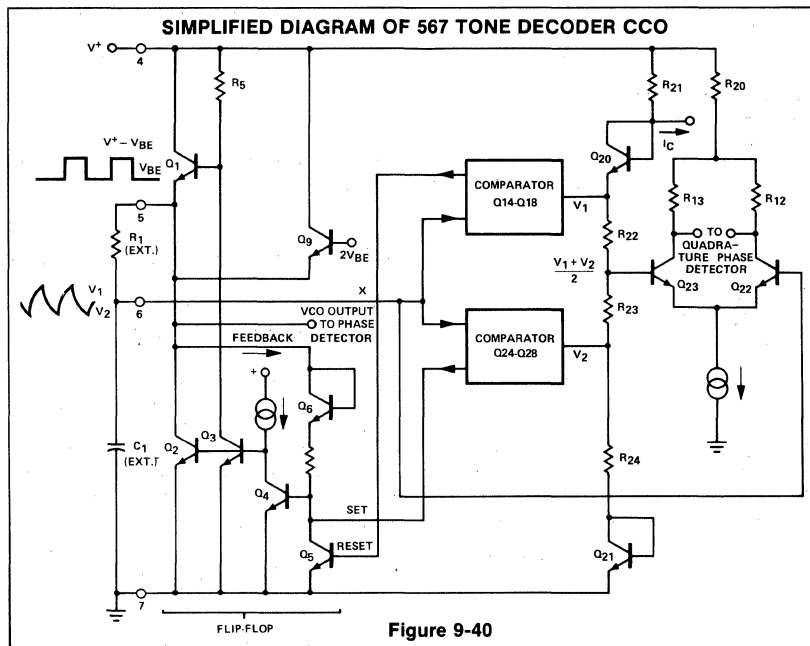 SIMPLIFIED DIAGRAM OF 567 TONE DECODER CCO
V+
4
R5
R21
R20
V+ – VBE
VBE
Q1
IC
Q20
5
COMPARATOR
Q14-Q18
V1
R13
R12
R1
(EXT.)
Q9
2VBE
R22
TO
QUADRA-
TURE PHASE
DETECTOR
V1 + V2
2
Q23
Q22
V1
V2
6
X
R23
VCO OUTPUT
TO PHASE
DETECTOR
FEEDBACK
COMPARATOR
Q24-Q28
V2
+
Q6
Q2
Q3
R24
C1
(EXT.)
Q4
SET
RESET
Q5
Q21
7
FLIP-FLOP
Figure 9-40